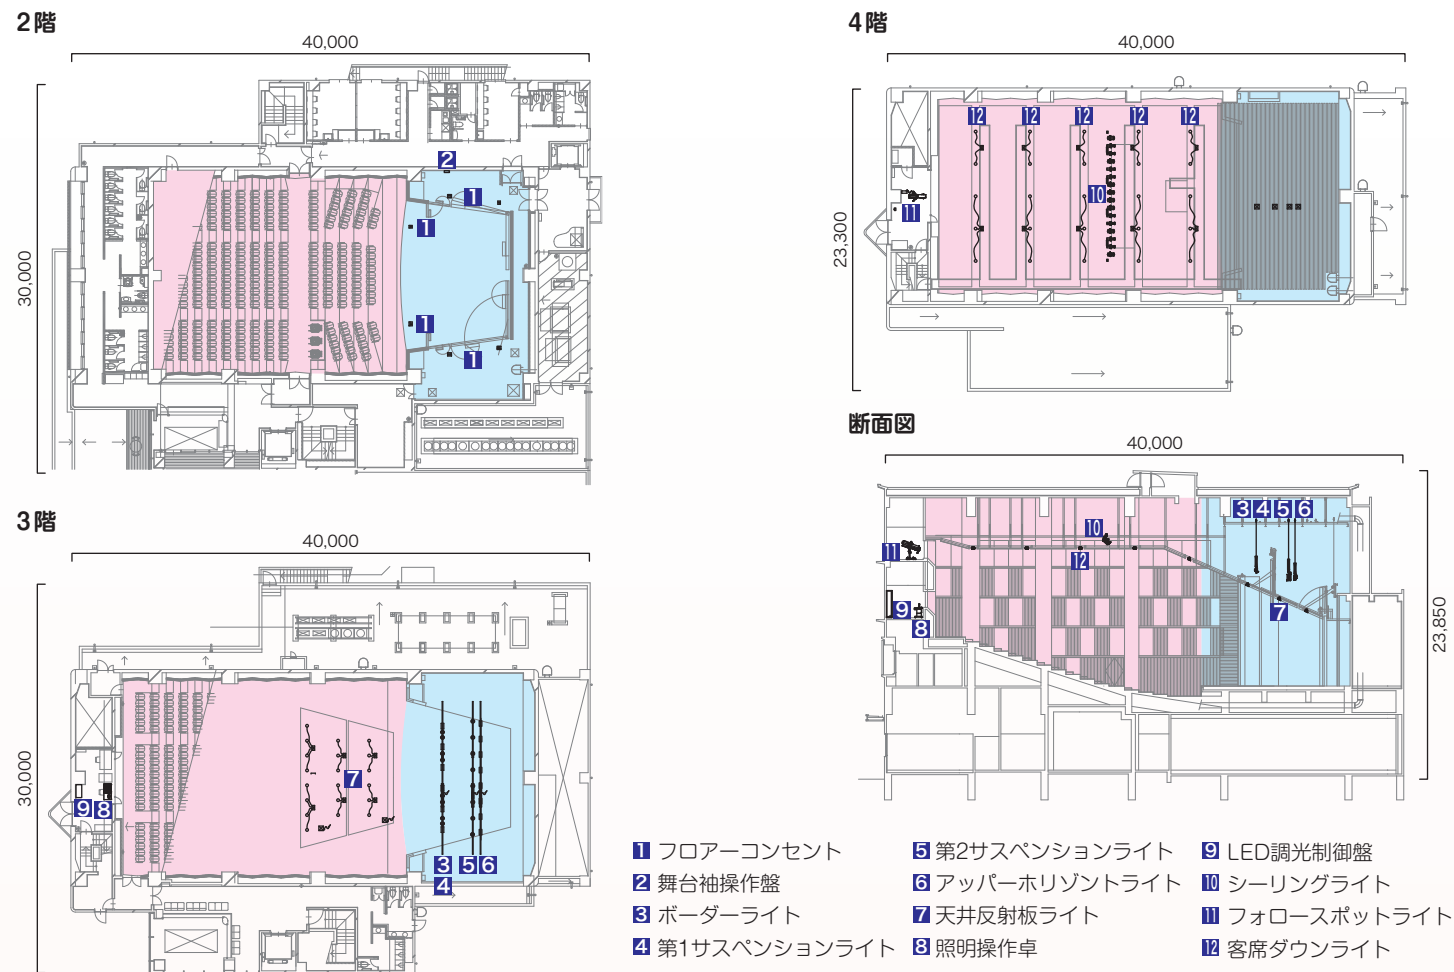 2階
40,000
30,000
2
1
1
1
1
3階
40,000
30,000
7
9 8
3 5 6
4
4階
40,000
23,300
12 12 12 12 12
10
11
断面図
40,000
23,850
3 4 5 6
10
11
12
9
8
7
1 フロアーコンセント
2 舞台袖操作盤
3 ボーダーライト
4 第1サスペンションライト
5 第2サスペンションライト
6 アッパーホリゾントライト
7 天井反射板ライト
8 照明操作卓
9 LED調光制御盤
10 シーリングライト
11 フォロースポットライト
12 客席ダウンライト